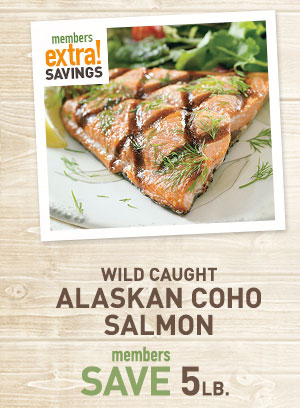 members
extra!
SAVINGS
WILD CAUGHT
ALASKAN COHO
SALMON
members
SAVE 5LB.